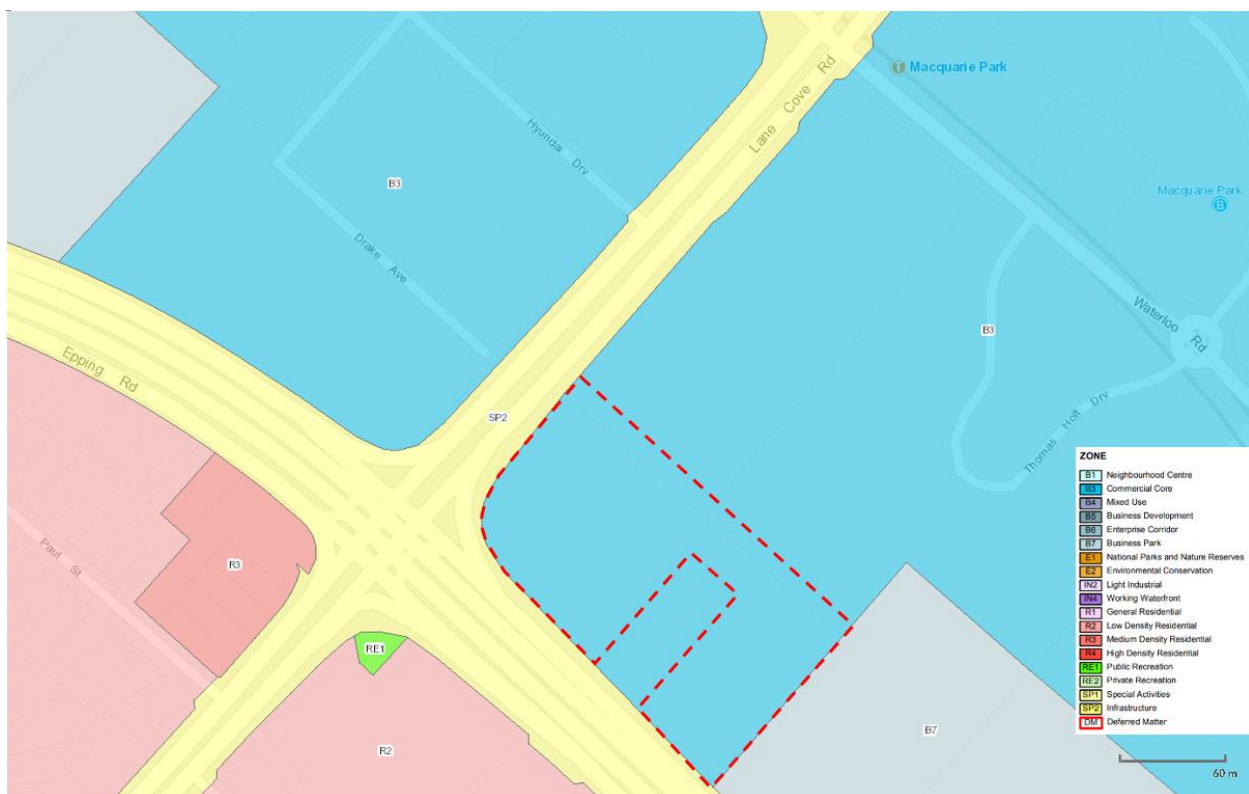 Macquarie Park
T
Lane Cove Rd
Hyundai Drv
B3
Macquarie Park
B
Drake Ave
Waterloo Rd
B3
Epping Rd
SP2
Thomas Holt Drv
Paul St
R3
RE1
R2
B7
ZONE
B1 Neighbourhood Centre
B3 Commercial Core
B4 Mixed Use
B5 Business Development
B6 Enterprise Corridor
B7 Business Park
E1 National Parks and Nature Reserves
E2 Environmental Conservation
IN2 Light Industrial
IN4 Working Waterfront
R1 General Residential
R2 Low Density Residential
R3 Medium Density Residential
R4 High Density Residential
RE1 Public Recreation
RE2 Private Recreation
SP1 Special Activities
SP2 Infrastructure
DM Deferred Matter
60 m